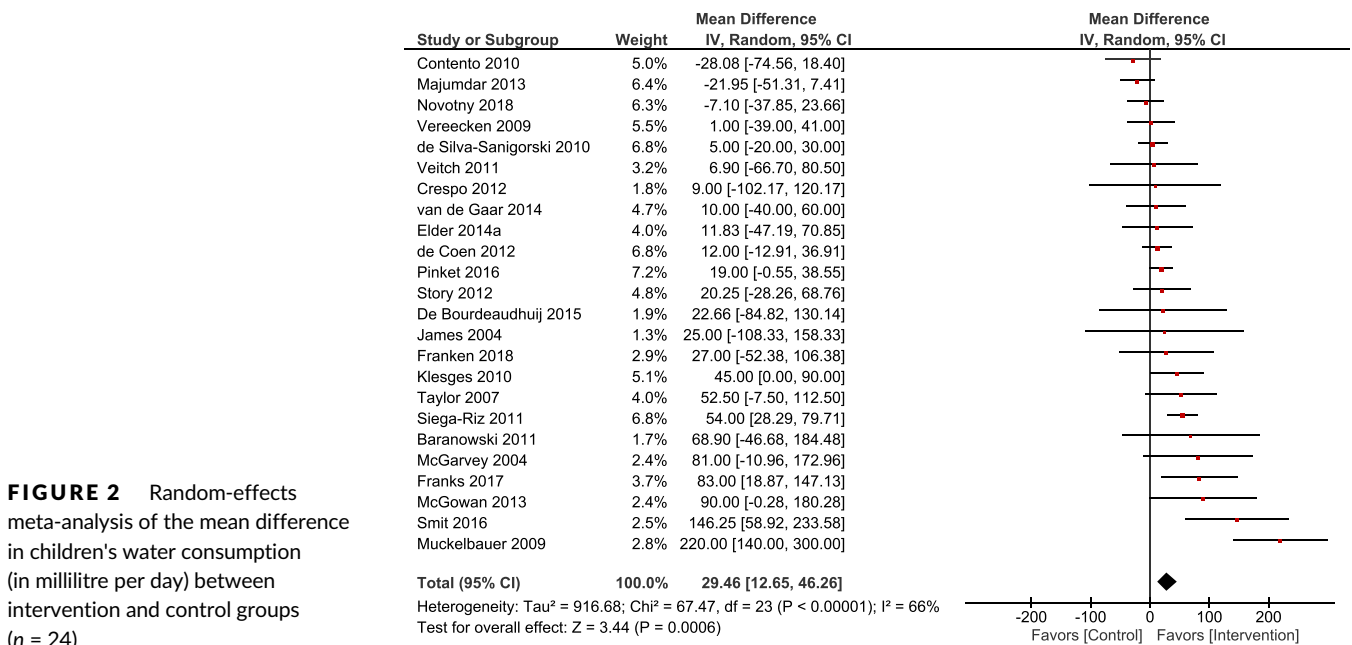 Mean Difference Mean Difference
Study or Subgroup Weight IV, Random, 95% CI IV, Random, 95% CI
Contento 2010 5.0% -28.08 [-74.56, 18.40]
Majumdar 2013 6.4% -21.95 [-51.31, 7.41]
Novotny 2018 6.3% -7.10 [-37.85, 23.66]
Vereecken 2009 5.5% 1.00 [-39.00, 41.00]
de Silva-Sanigorski 2010 6.8% 5.00 [-20.00, 30.00]
Veitch 2011 3.2% 6.90 [-66.70, 80.50]
Crespo 2012 1.8% 9.00 [-102.17, 120.17]
van de Gaar 2014 4.7% 10.00 [-40.00, 60.00]
Elder 2014a 4.0% 11.83 [-47.19, 70.85]
de Coen 2012 6.8% 12.00 [-12.91, 36.91]
Pinket 2016 7.2% 19.00 [-0.55, 38.55]
Story 2012 4.8% 20.25 [-28.26, 68.76]
De Bourdeaudhuij 2015 1.9% 22.66 [-84.82, 130.14]
James 2004 1.3% 25.00 [-108.33, 158.33]
Franken 2018 2.9% 27.00 [-52.38, 106.38]
Klesges 2010 5.1% 45.00 [0.00, 90.00]
Taylor 2007 4.0% 52.50 [-7.50, 112.50]
Siega-Riz 2011 6.8% 54.00 [28.29, 79.71]
Baranowski 2011 1.7% 68.90 [-46.68, 184.48]
McGarvey 2004 2.4% 81.00 [-10.96, 172.96]
Franks 2017 3.7% 83.00 [18.87, 147.13]
McGowan 2013 2.4% 90.00 [-0.28, 180.28]
Smit 2016 2.5% 146.25 [58.92, 233.58]
Muckelbauer 2009 2.8% 220.00 [140.00, 300.00]
Total (95% CI) 100.0% 29.46 [12.65, 46.26]
Heterogeneity: Tau² = 916.68; Chi² = 67.47, df = 23 (P < 0.00001); I² = 66%
Test for overall effect: Z = 3.44 (P = 0.0006)
-200 -100 0 100 200
Favors [Control] Favors [Intervention]
FIGURE 2 Random-effects
meta-analysis of the mean difference
in children's water consumption
(in millilitre per day) between
intervention and control groups
(n = 24)